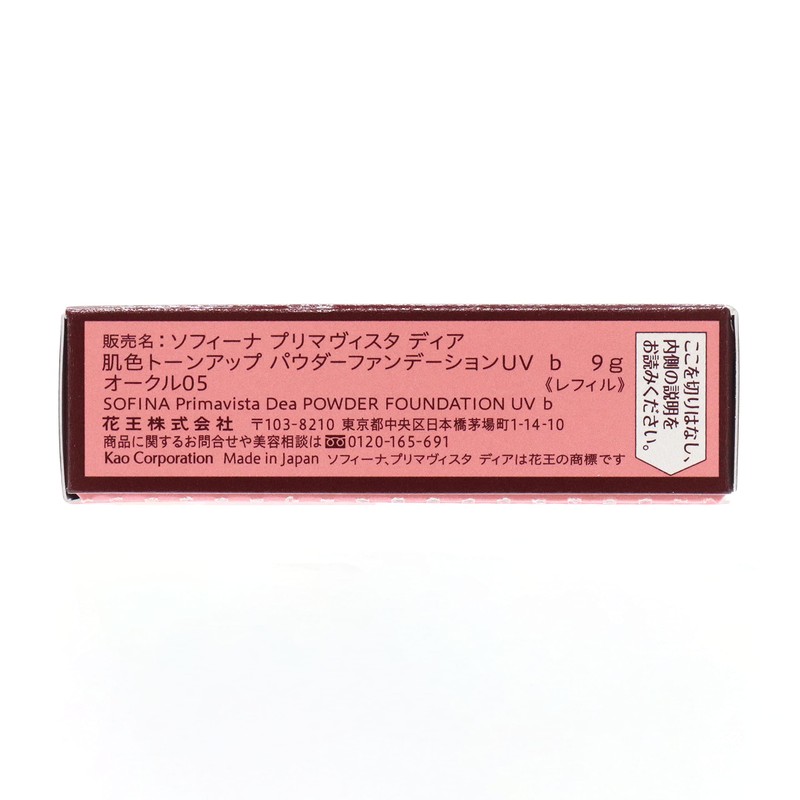 販売名:ソフィーナ プリマヴィスタ ディア
肌色トーンアップ パウダーファンデーションUV b 9g
オークル05 《レフィル》
SOFINA Primavista Dea POWDER FOUNDATION UV b
花王株式会社 〒103-8210 東京都中央区日本橋茅場町1-14-10
商品に関するお問合せや美容相談は 0120-165-691
Kao Corporation Made in Japan ソフィーナ、プリマヴィスタ ディアは花王の商標です
ここを切りはなし、
内側の説明を
お読みください。